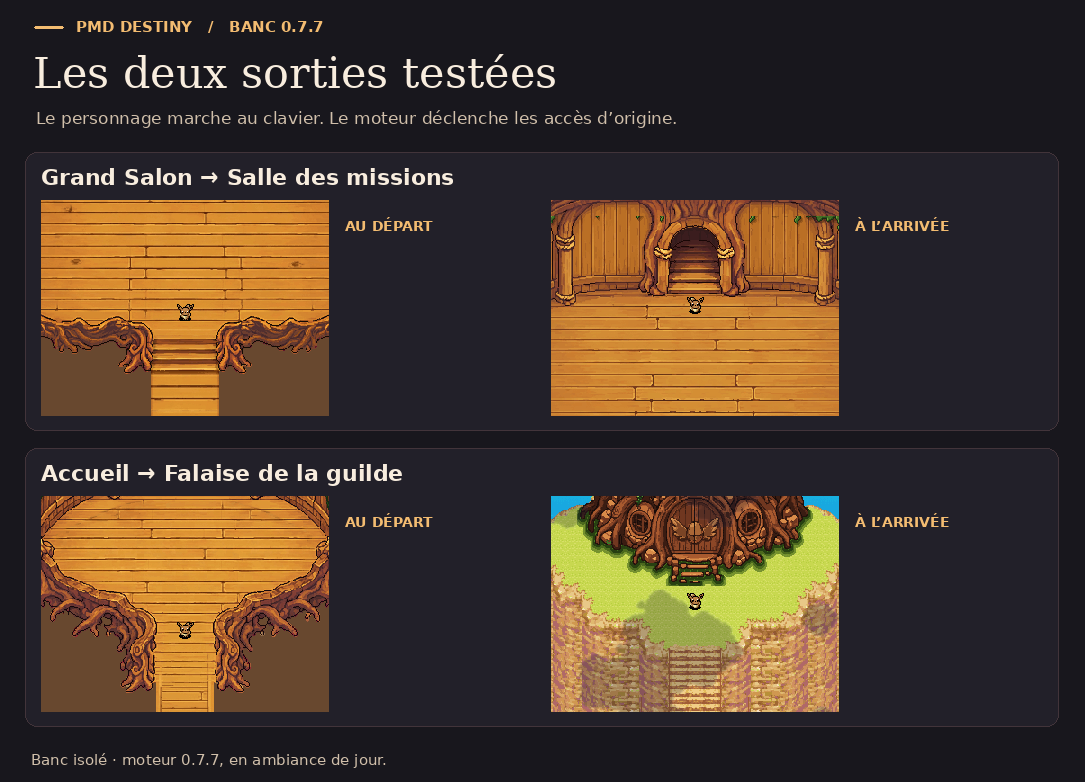 PMD DESTINY / BANC 0.7.7
Les deux sorties testées
Le personnage marche au clavier. Le moteur déclenche les accès d’origine.
Grand Salon → Salle des missions
AU DÉPART
À L’ARRIVÉE
Accueil → Falaise de la guilde
AU DÉPART
À L’ARRIVÉE
Banc isolé · moteur 0.7.7, en ambiance de jour.